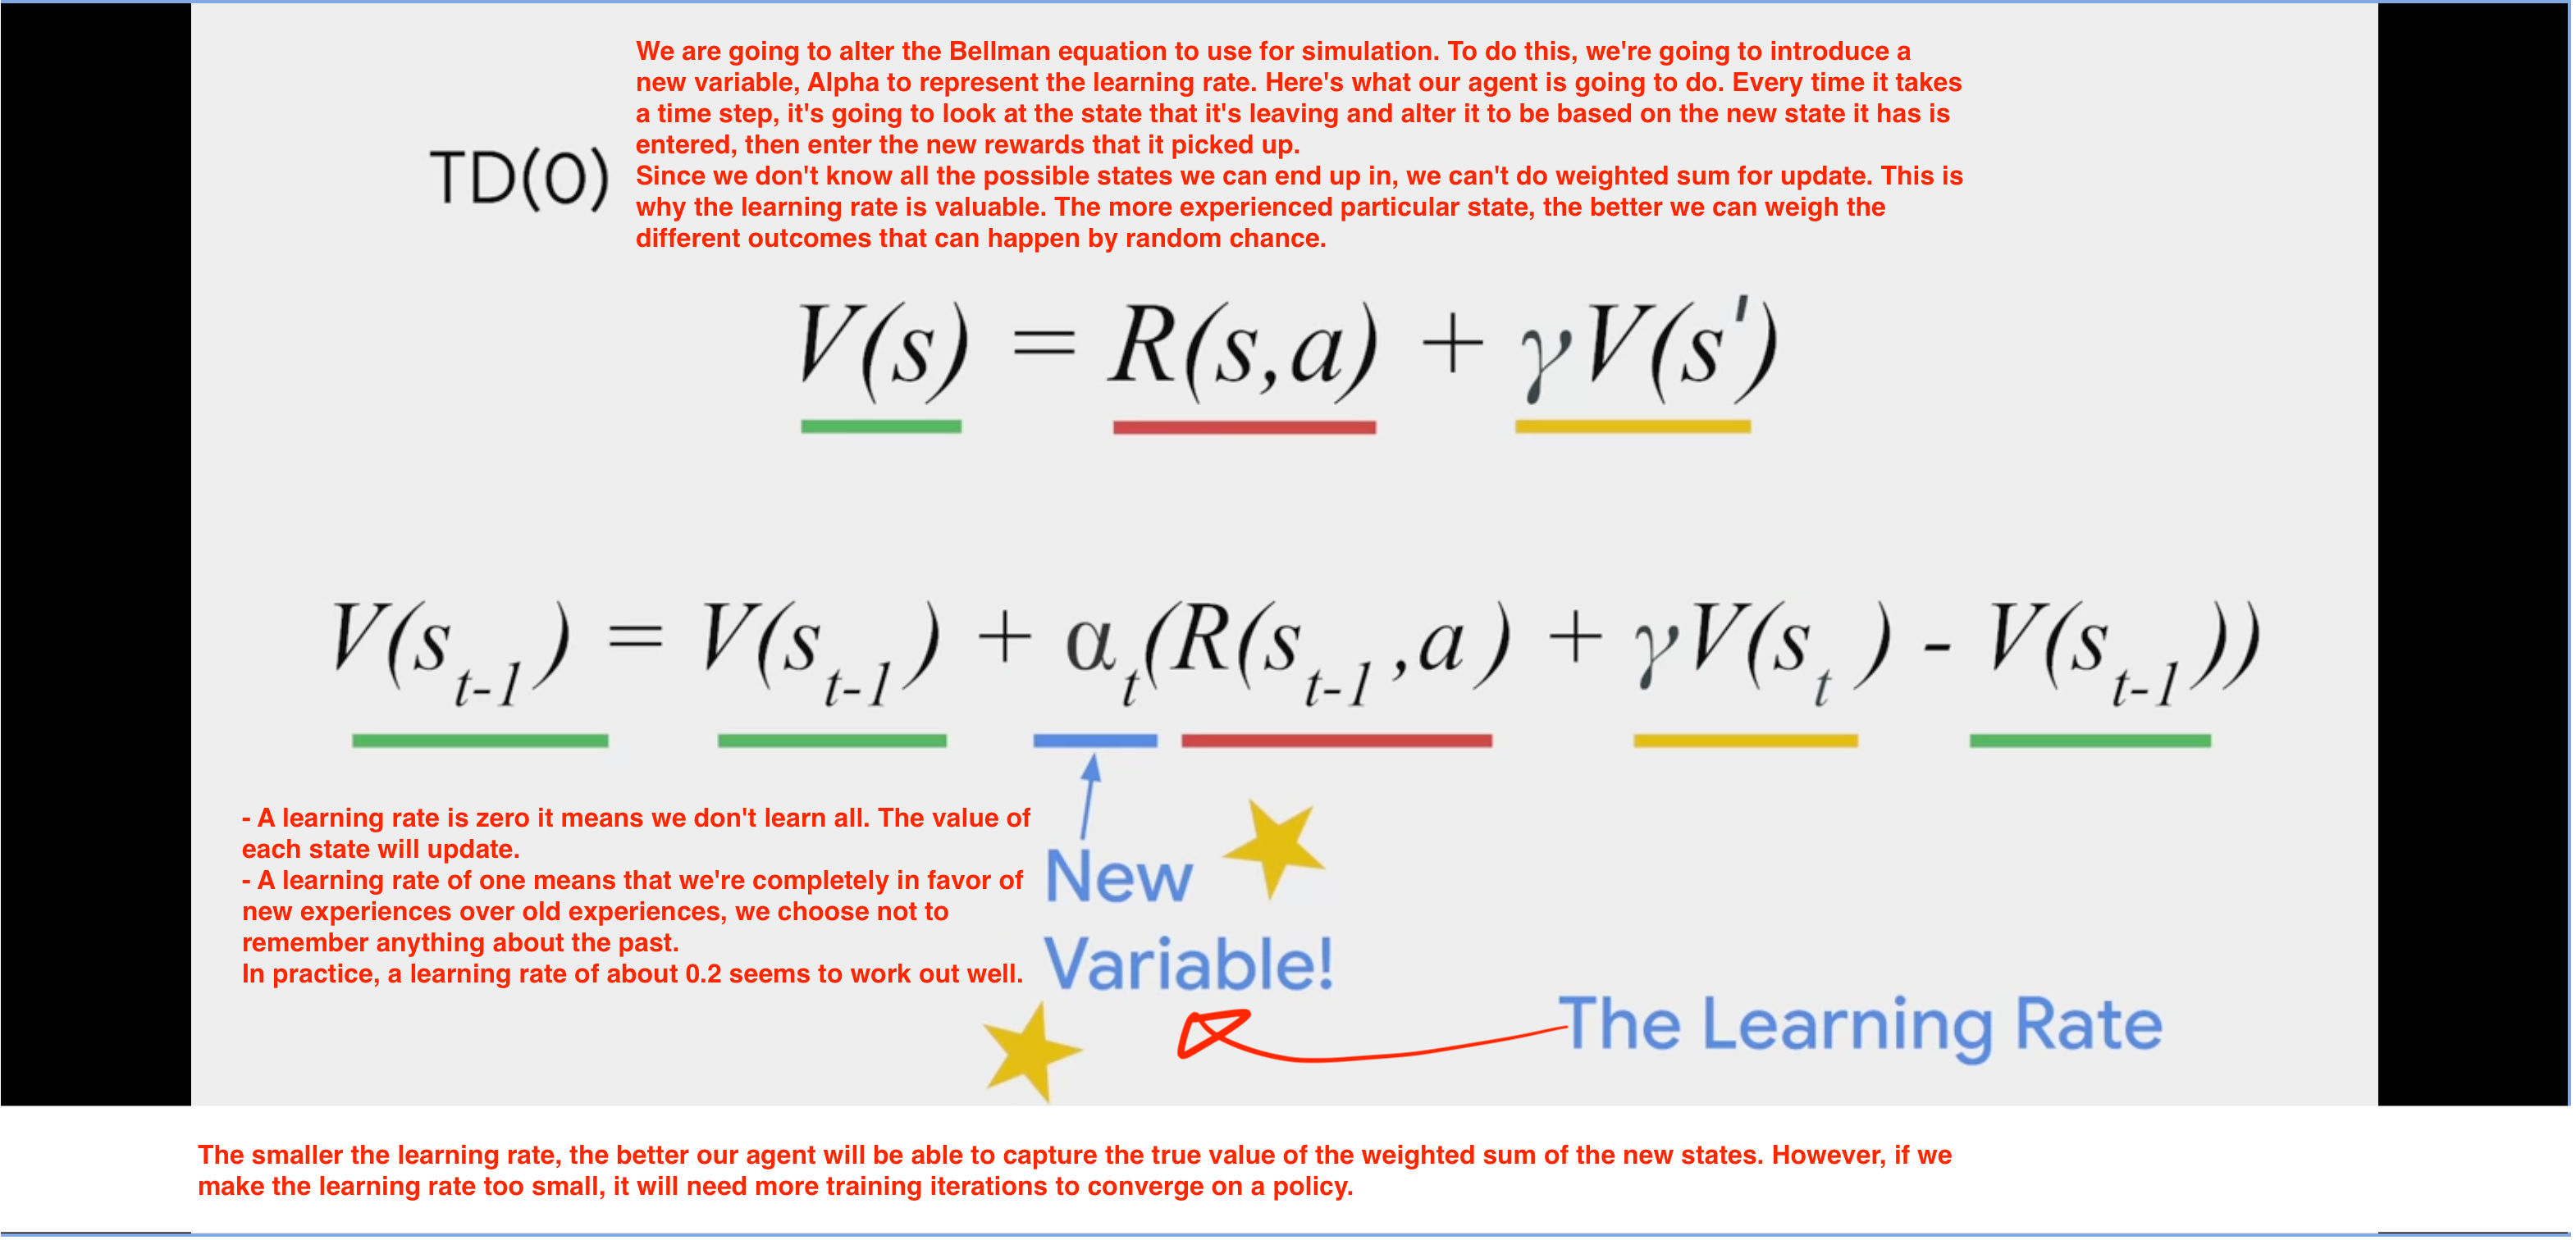 We are going to alter the Bellman equation to use for simulation. To do this, we're going to introduce a
new variable, Alpha to represent the learning rate. Here's what our agent is going to do. Every time it takes
a time step, it's going to look at the state that it's leaving and alter it to be based on the new state it has is
entered, then enter the new rewards that it picked up.
TD(0)
Since we don't know all the possible states we can end up in, we can't do weighted sum for update. This is
why the learning rate is valuable. The more experienced particular state, the better we can weigh the
different outcomes that can happen by random chance.
V(s) = R(s,a) + γV(s')
V(s_{t-1}) = V(s_{t-1}) + α_t(R(s_{t-1},a) + γV(s_t) - V(s_{t-1}))
- A learning rate is zero it means we don't learn all. The value of
each state will update.
- A learning rate of one means that we're completely in favor of
new experiences over old experiences, we choose not to
remember anything about the past.
In practice, a learning rate of about 0.2 seems to work out well.
New
Variable!
The Learning Rate
The smaller the learning rate, the better our agent will be able to capture the true value of the weighted sum of the new states. However, if we
make the learning rate too small, it will need more training iterations to converge on a policy.